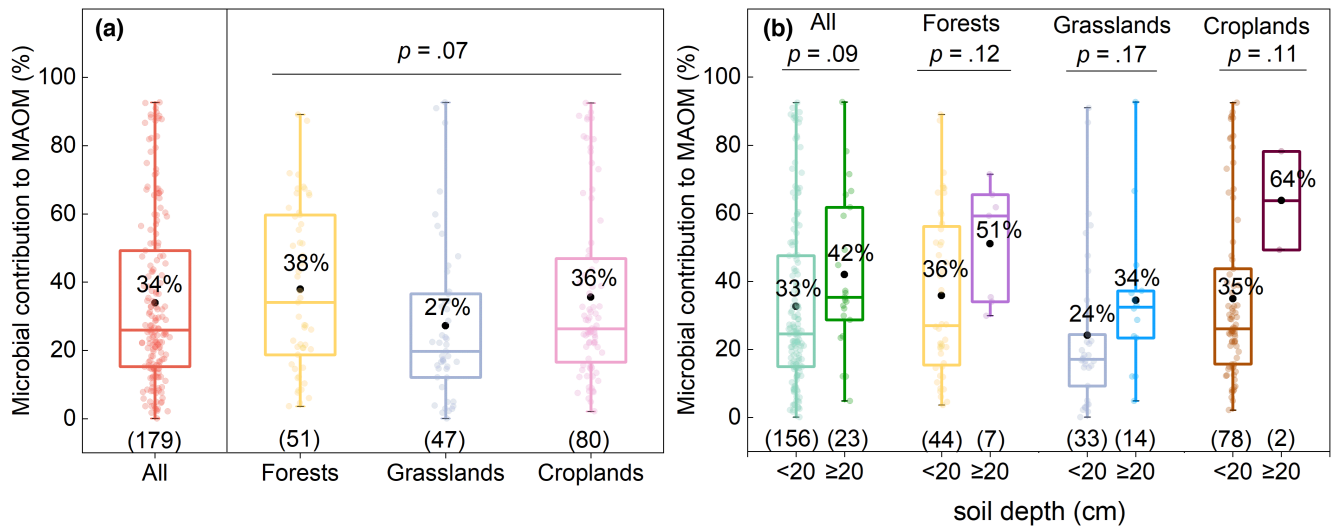 (a)
p = .07
Microbial contribution to MAOM (%)
100
80
60
40
20
0
34%
38%
27%
36%
(179)
(51)
(47)
(80)
All
Forests
Grasslands
Croplands
(b)
All
Forests
Grasslands
Croplands
p = .09
p = .12
p = .17
p = .11
Microbial contribution to MAOM (%)
100
80
60
40
20
0
33%
42%
36%
51%
24%
34%
35%
64%
(156)
(23)
(44)
(7)
(33)
(14)
(78)
(2)
<20
≥20
<20
≥20
<20
≥20
<20
≥20
soil depth (cm)